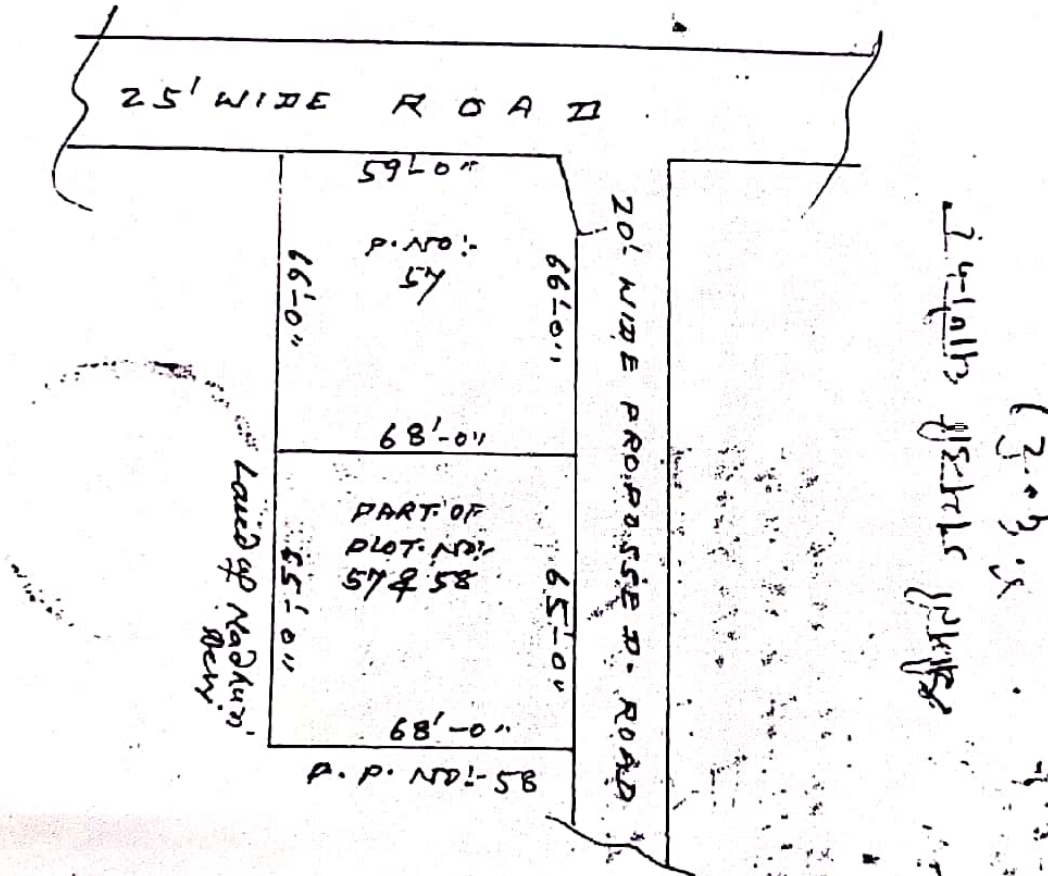 25' WIDE ROAD
59'-0"
P. NO:-
57
66'-0"
66'-0"
20'- WIDE PROPOSSED- ROAD
68'-0"
PART OF
PLOT. NO:-
57 & 58
65'-0"
65'-0"
Land of Madhuri
Devi.
68'-0"
P. P. NO:- 58